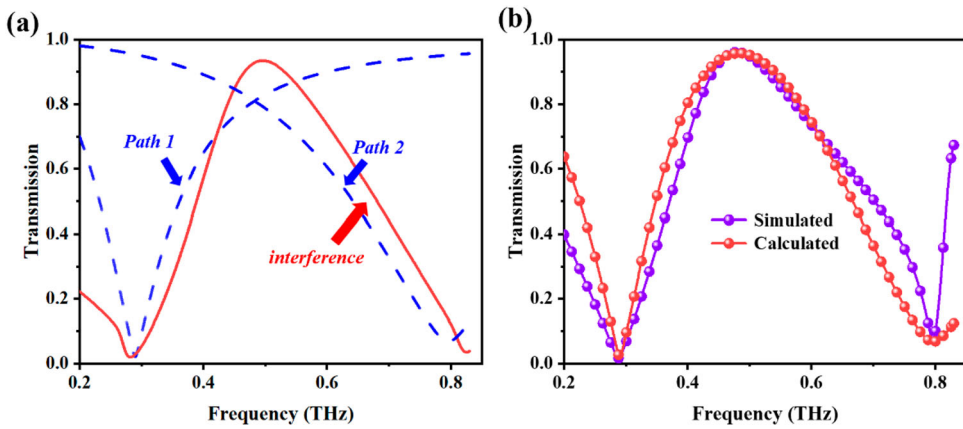 (a)
1.0
0.8
0.6
0.4
0.2
0.0
Transmission
Path 1
Path 2
interference
0.2
0.4
0.6
0.8
Frequency (THz)
(b)
1.0
0.8
0.6
0.4
0.2
0.0
Transmission
Simulated
Calculated
0.2
0.4
0.6
0.8
Frequency (THz)